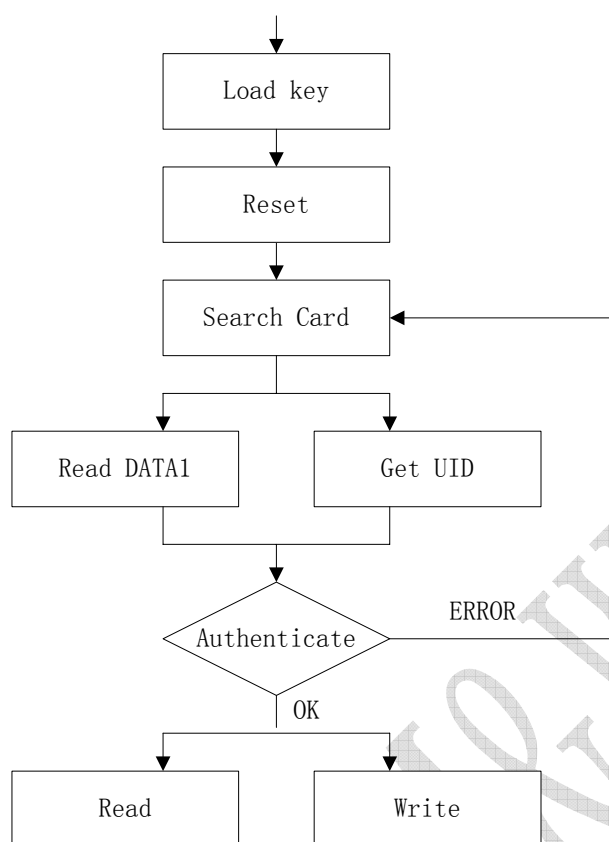 Load key
Reset
Search Card
Read DATA1
Get UID
Authenticate
ERROR
OK
Read
Write